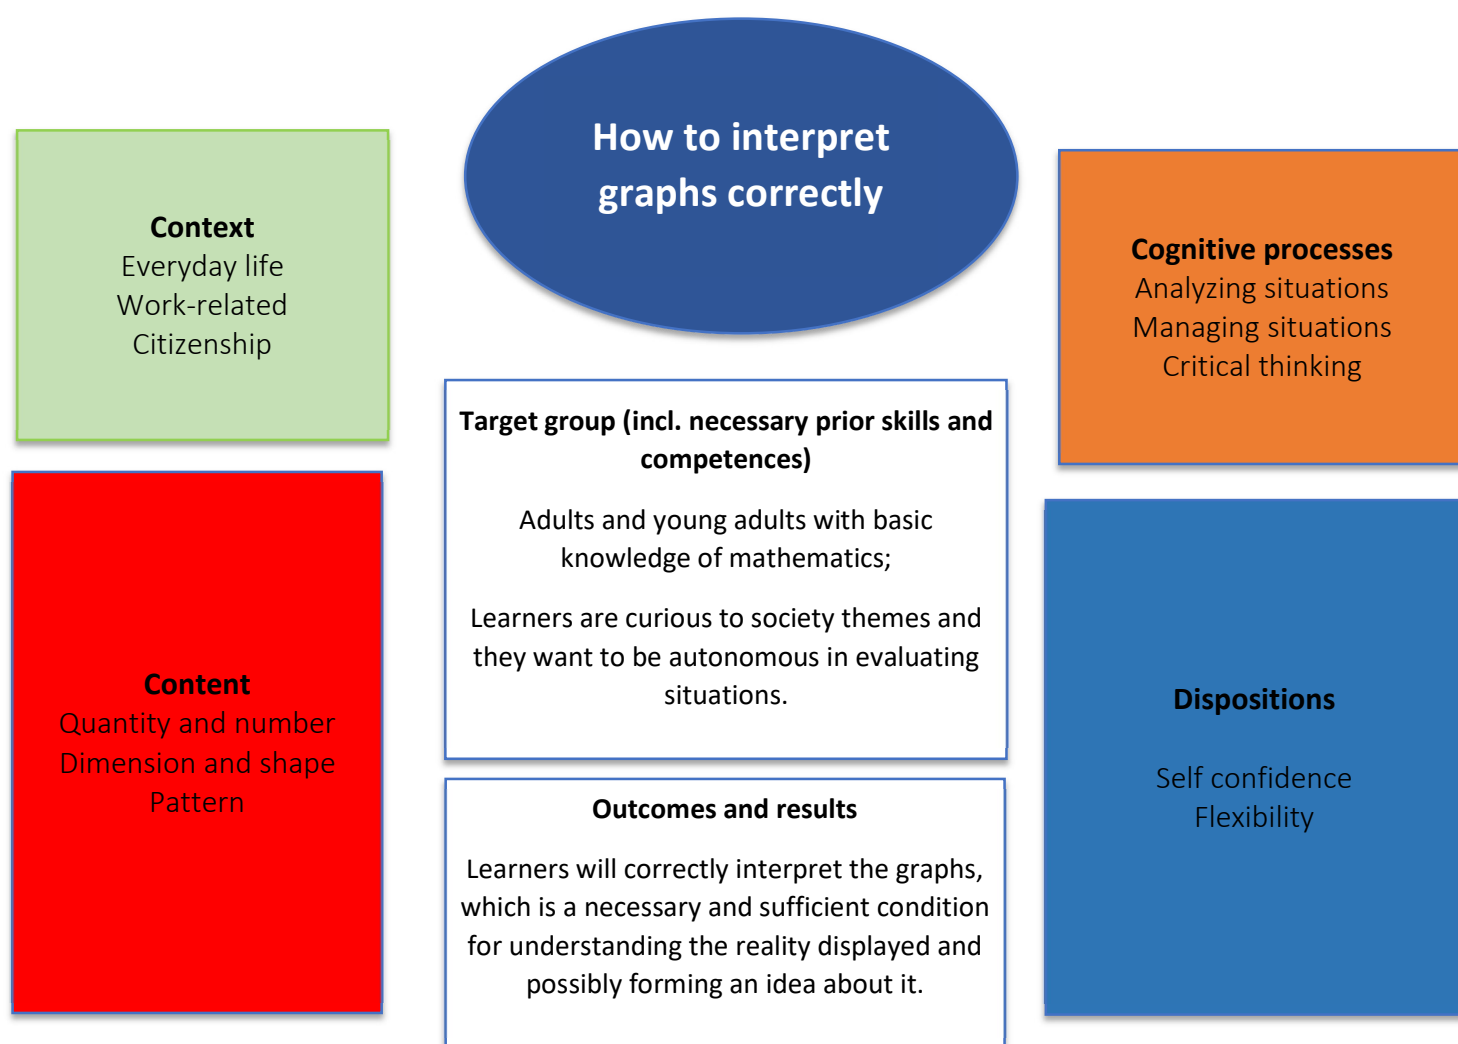 How to interpret
graphs correctly
Context
Everyday life
Work-related
Citizenship
Cognitive processes
Analyzing situations
Managing situations
Critical thinking
Target group (incl. necessary prior skills and
competences)
Adults and young adults with basic
knowledge of mathematics;
Learners are curious to society themes and
they want to be autonomous in evaluating
situations.
Content
Quantity and number
Dimension and shape
Pattern
Dispositions
Self confidence
Flexibility
Outcomes and results
Learners will correctly interpret the graphs,
which is a necessary and sufficient condition
for understanding the reality displayed and
possibly forming an idea about it.